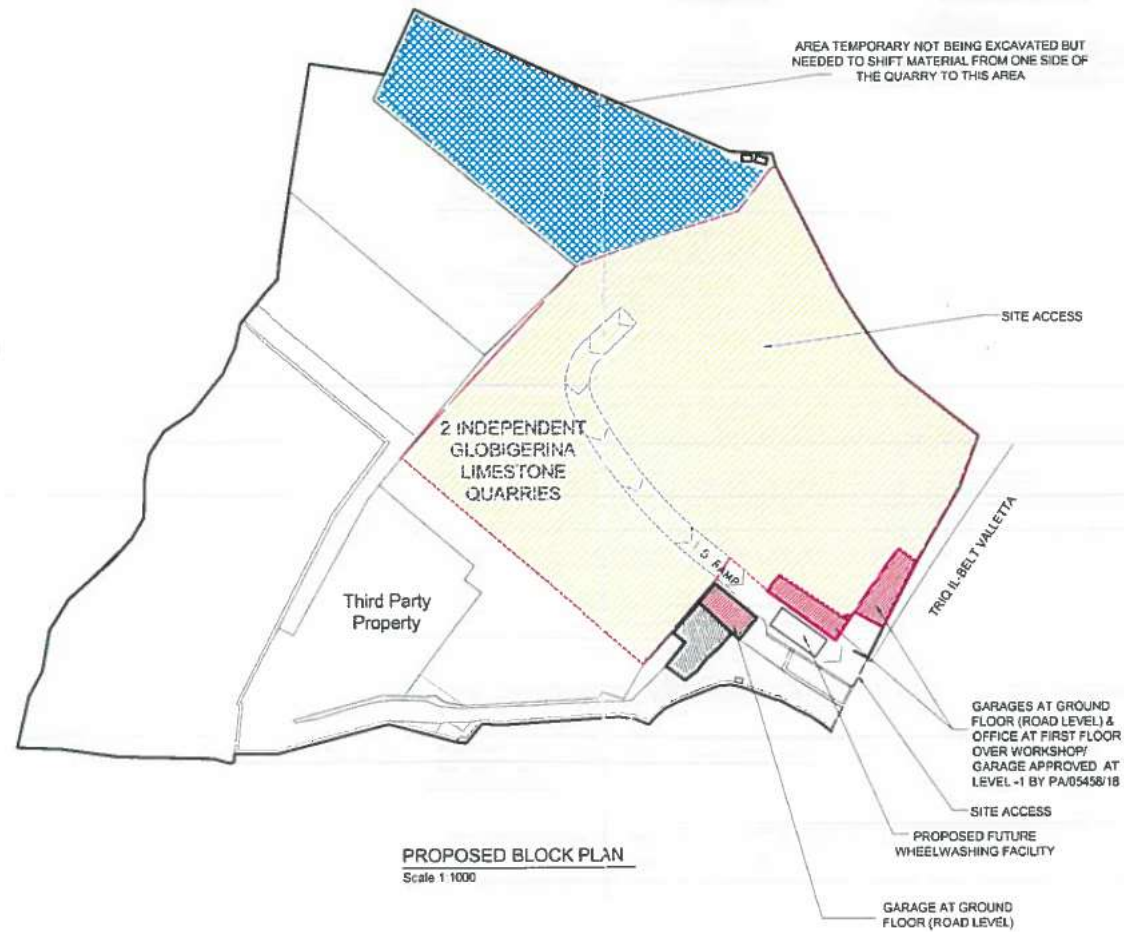 AREA TEMPORARY NOT BEING EXCAVATED BUT
NEEDED TO SHIFT MATERIAL FROM ONE SIDE OF
THE QUARRY TO THIS AREA
SITE ACCESS
2 INDEPENDENT
GLOBIGERINA
LIMESTONE
QUARRIES
TRIQ IL-BELT VALLETTA
1 5 RAMP
Third Party
Property
GARAGES AT GROUND
FLOOR (ROAD LEVEL) &
OFFICE AT FIRST FLOOR
OVER WORKSHOP/
GARAGE APPROVED AT
LEVEL -1 BY PA/05458/18
SITE ACCESS
PROPOSED FUTURE
WHEELWASHING FACILITY
PROPOSED BLOCK PLAN
Scale 1 1000
GARAGE AT GROUND
FLOOR (ROAD LEVEL)